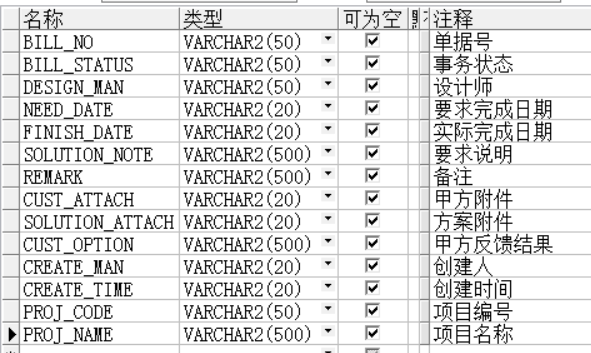 名称 类型 可为空 注释
BILL_NO VARCHAR2(50) 单据号
BILL_STATUS VARCHAR2(50) 事务状态
DESIGN_MAN VARCHAR2(50) 设计师
NEED_DATE VARCHAR2(20) 要求完成日期
FINISH_DATE VARCHAR2(20) 实际完成日期
SOLUTION_NOTE VARCHAR2(500) 要求说明
REMARK VARCHAR2(500) 备注
CUST_ATTACH VARCHAR2(20) 甲方附件
SOLUTION_ATTACH VARCHAR2(20) 方案附件
CUST_OPTION VARCHAR2(500) 甲方反馈结果
CREATE_MAN VARCHAR2(20) 创建人
CREATE_TIME VARCHAR2(20) 创建时间
PROJ_CODE VARCHAR2(50) 项目编号
PROJ_NAME VARCHAR2(500) 项目名称